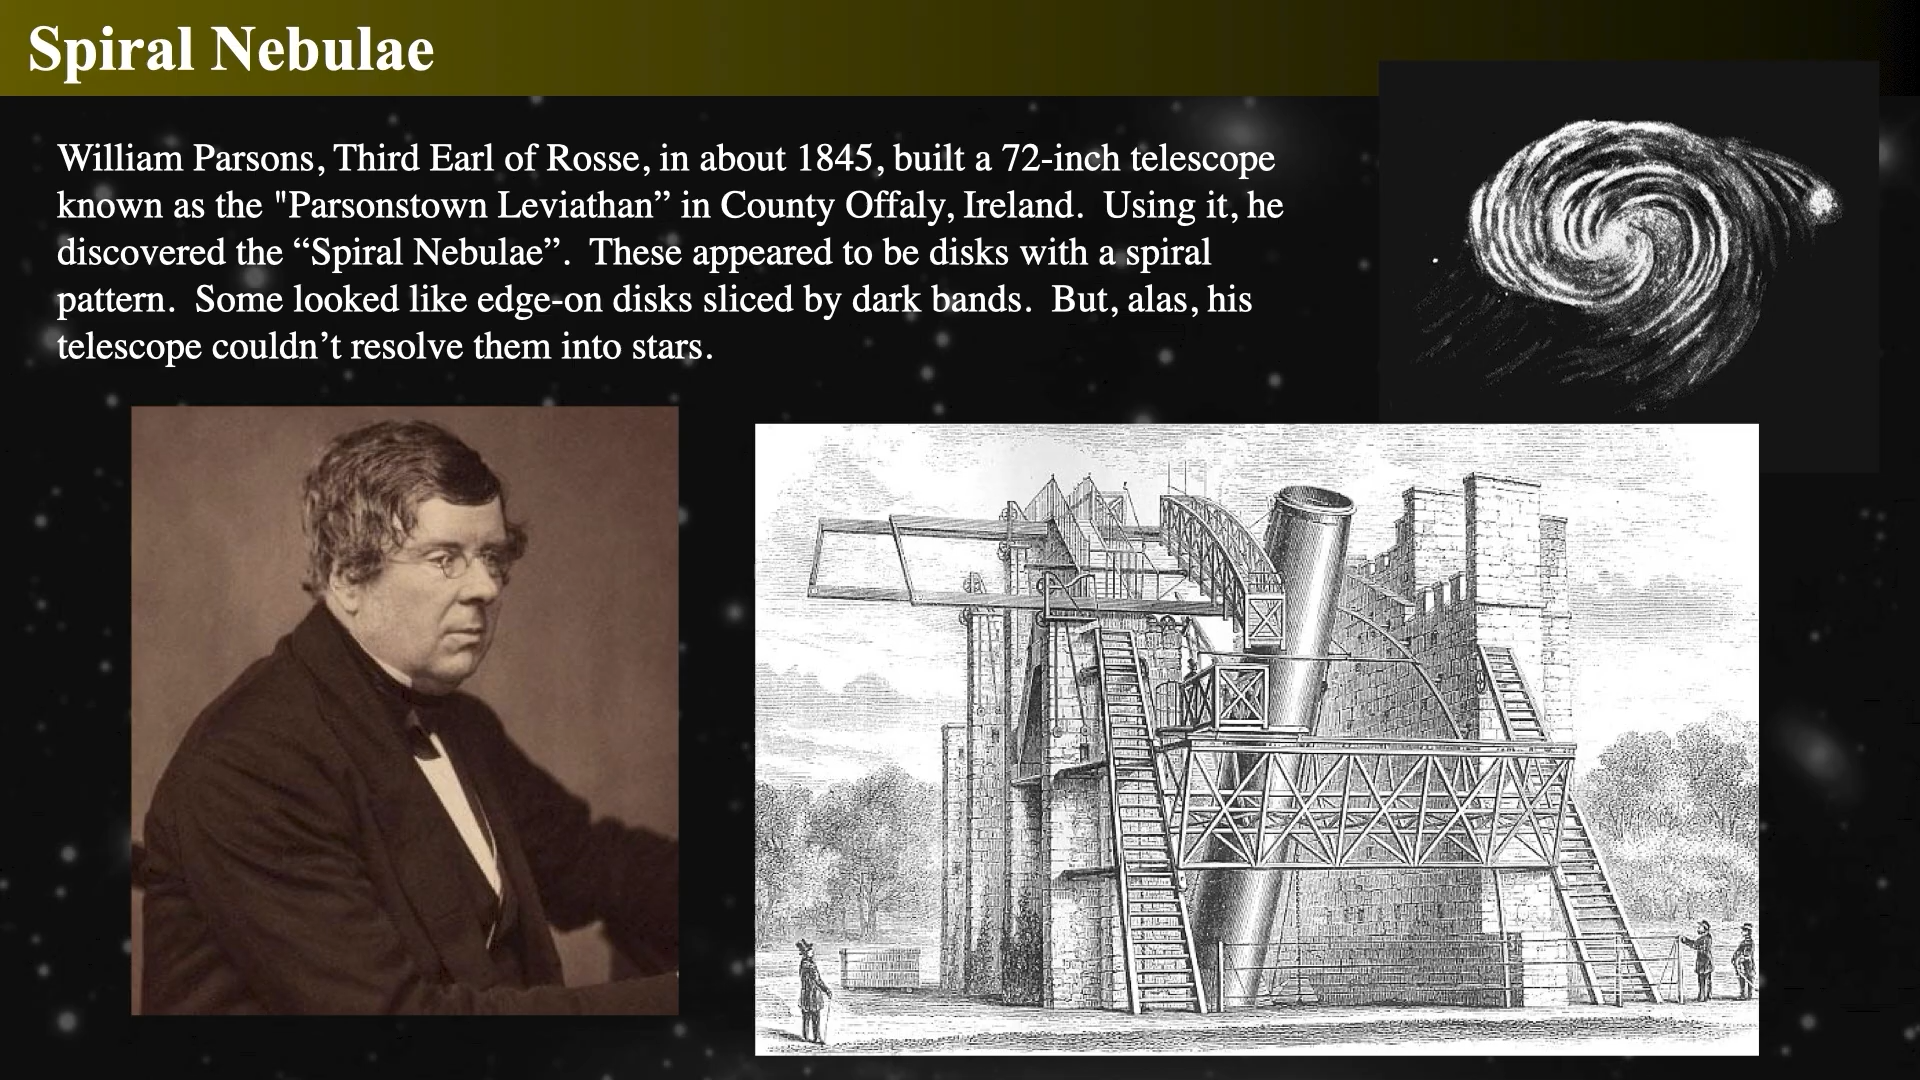 Spiral Nebulae
William Parsons, Third Earl of Rosse, in about 1845, built a 72-inch telescope
known as the "Parsonstown Leviathan” in County Offaly, Ireland.  Using it, he
discovered the “Spiral Nebulae”.  These appeared to be disks with a spiral
pattern.  Some looked like edge-on disks sliced by dark bands.  But, alas, his
telescope couldn’t resolve them into stars.